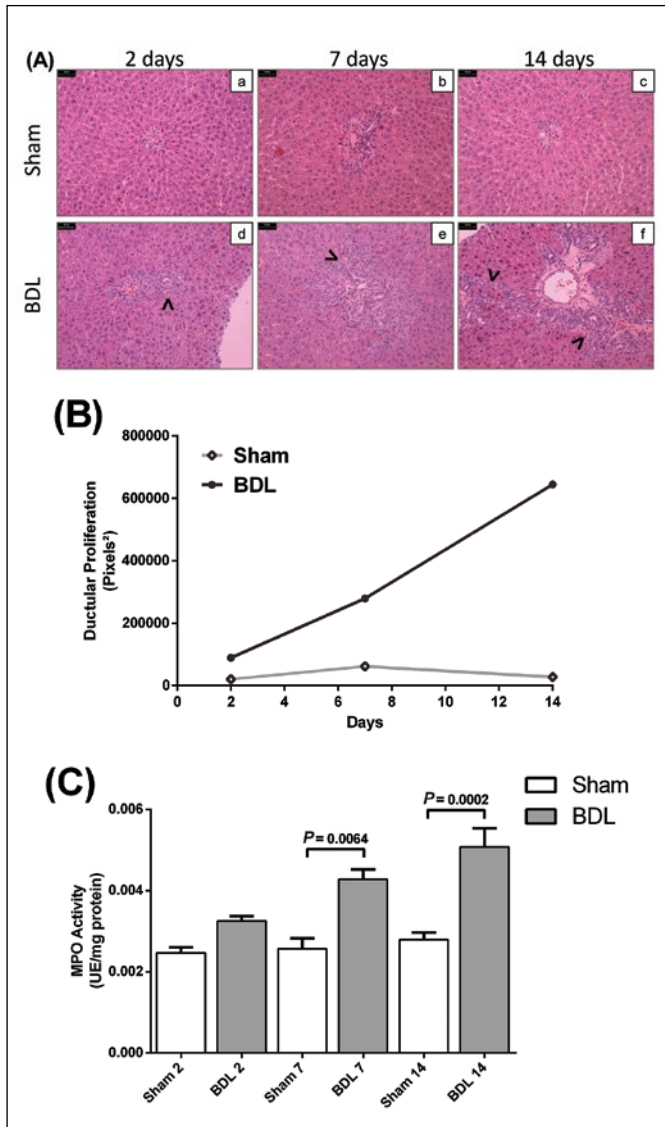 (A) 2 days 7 days 14 days
Sham
a b c
BDL
d e f
> > > >
(B)
800000
600000
400000
200000
0
Ductular Proliferation
(Pixels²)
Sham
BDL
0 2 4 6 8 10 12 14
Days
(C)
Sham
BDL
0.006
0.004
0.002
0.000
MPO Activity
(UE/mg protein)
P = 0.0064
P = 0.0002
Sham 2 BDL 2 Sham 7 BDL 7 Sham 14 BDL 14